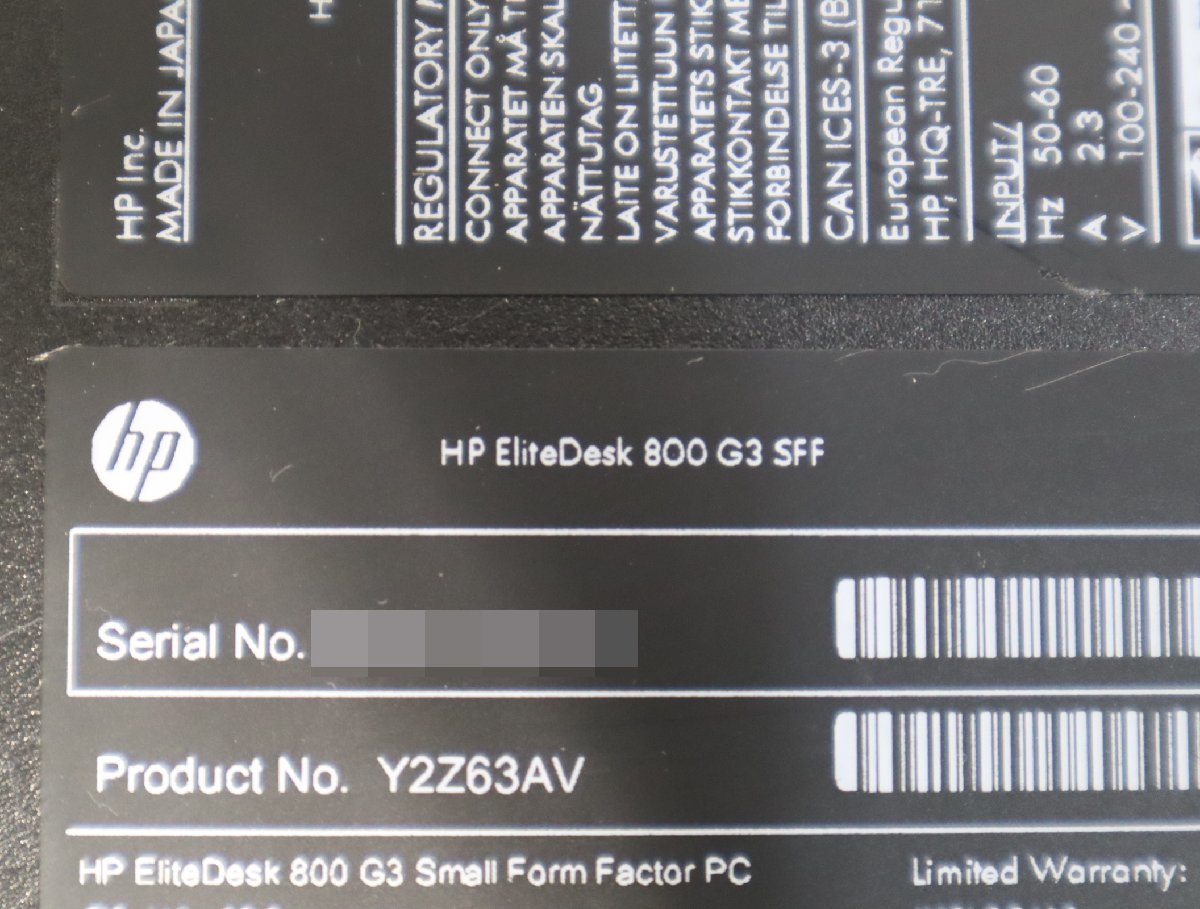 HP Inc.
MADE IN JAPA
H
REGULATORY
CONNECT ONLY
APPARATET MÅ T
APPARATEN SKAL
NÄTTUTAG.
LAITE ON LIITETT
VARUSTETTUUN
APPARATETS STIK
STIKKONTAKT ME
FORBINDELSE TIL
CAN ICES-3 (B
European Regu
HP, HQ-TRE, 71
INPUT/
Hz 50-60
A 2.3
V 100-240
hp
HP EliteDesk 800 G3 SFF
Serial No.
Product No. Y2Z63AV
HP EliteDesk 800 G3 Small Form Factor PC
Limited Warranty: